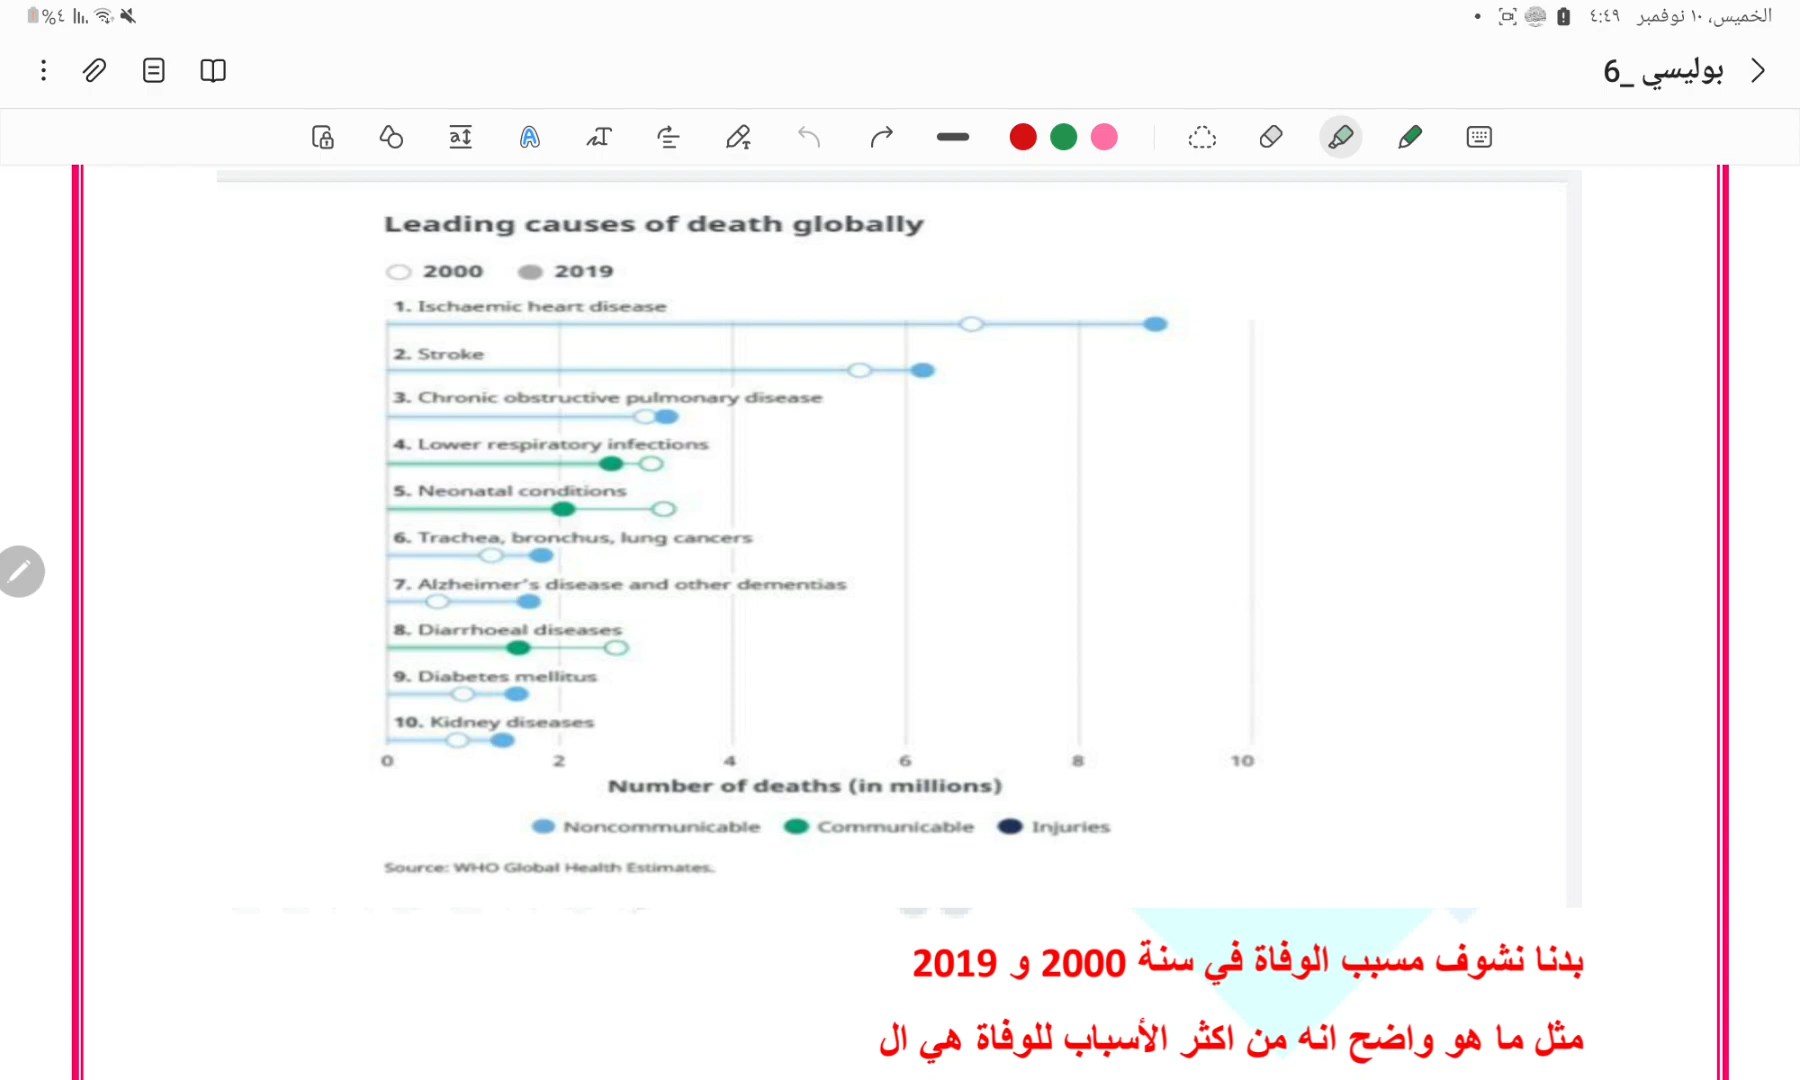 الخميس، ١٠ نوفمبر ٤:٤٩
٤%
بوليسي _6
Leading causes of death globally
2000 2019
1. Ischaemic heart disease
2. Stroke
3. Chronic obstructive pulmonary disease
4. Lower respiratory infections
5. Neonatal conditions
6. Trachea, bronchus, lung cancers
7. Alzheimer's disease and other dementias
8. Diarrhoeal diseases
9. Diabetes mellitus
10. Kidney diseases
0 2 4 6 8 10
Number of deaths (in millions)
Noncommunicable Communicable Injuries
Source: WHO Global Health Estimates.
بدنا نشوف مسبب الوفاة في سنة 2000 و 2019
مثل ما هو واضح انه من اكثر الأسباب للوفاة هي ال